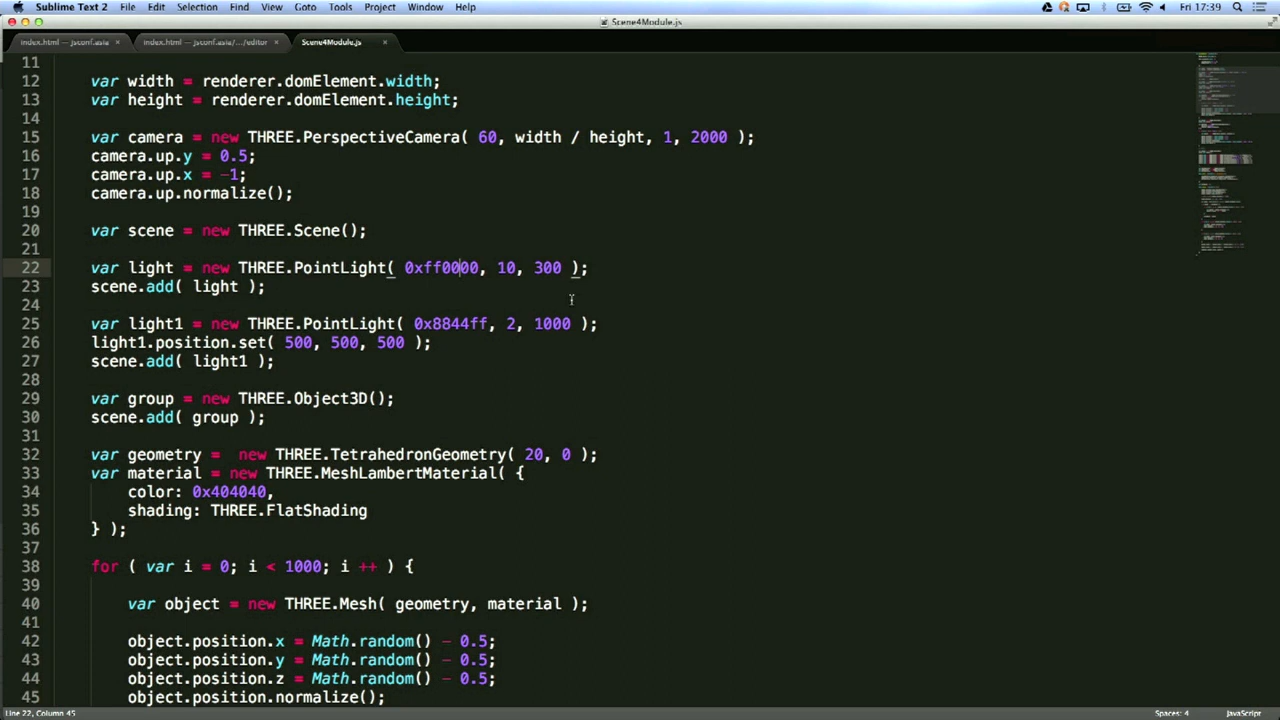 Sublime Text 2 File Edit Selection Find View Goto Tools Project Window Help Fri 17:39
Scene4Module.js
index.html — jsconf.asia × index.html — jsconf.asia/.../editor × Scene4Module.js ×
11
12 var width = renderer.domElement.width;
13 var height = renderer.domElement.height;
14
15 var camera = new THREE.PerspectiveCamera( 60, width / height, 1, 2000 );
16 camera.up.y = 0.5;
17 camera.up.x = -1;
18 camera.up.normalize();
19
20 var scene = new THREE.Scene();
21
22 var light = new THREE.PointLight( 0xff0000, 10, 300 );
23 scene.add( light );
24
25 var light1 = new THREE.PointLight( 0x8844ff, 2, 1000 );
26 light1.position.set( 500, 500, 500 );
27 scene.add( light1 );
28
29 var group = new THREE.Object3D();
30 scene.add( group );
31
32 var geometry =  new THREE.TetrahedronGeometry( 20, 0 );
33 var material = new THREE.MeshLambertMaterial( {
34 color: 0x404040,
35 shading: THREE.FlatShading
36 } );
37
38 for ( var i = 0; i < 1000; i ++ ) {
39
40 var object = new THREE.Mesh( geometry, material );
41
42 object.position.x = Math.random() - 0.5;
43 object.position.y = Math.random() - 0.5;
44 object.position.z = Math.random() - 0.5;
45 object.position.normalize();
Line 22, Column 45 Spaces: 4 JavaScript